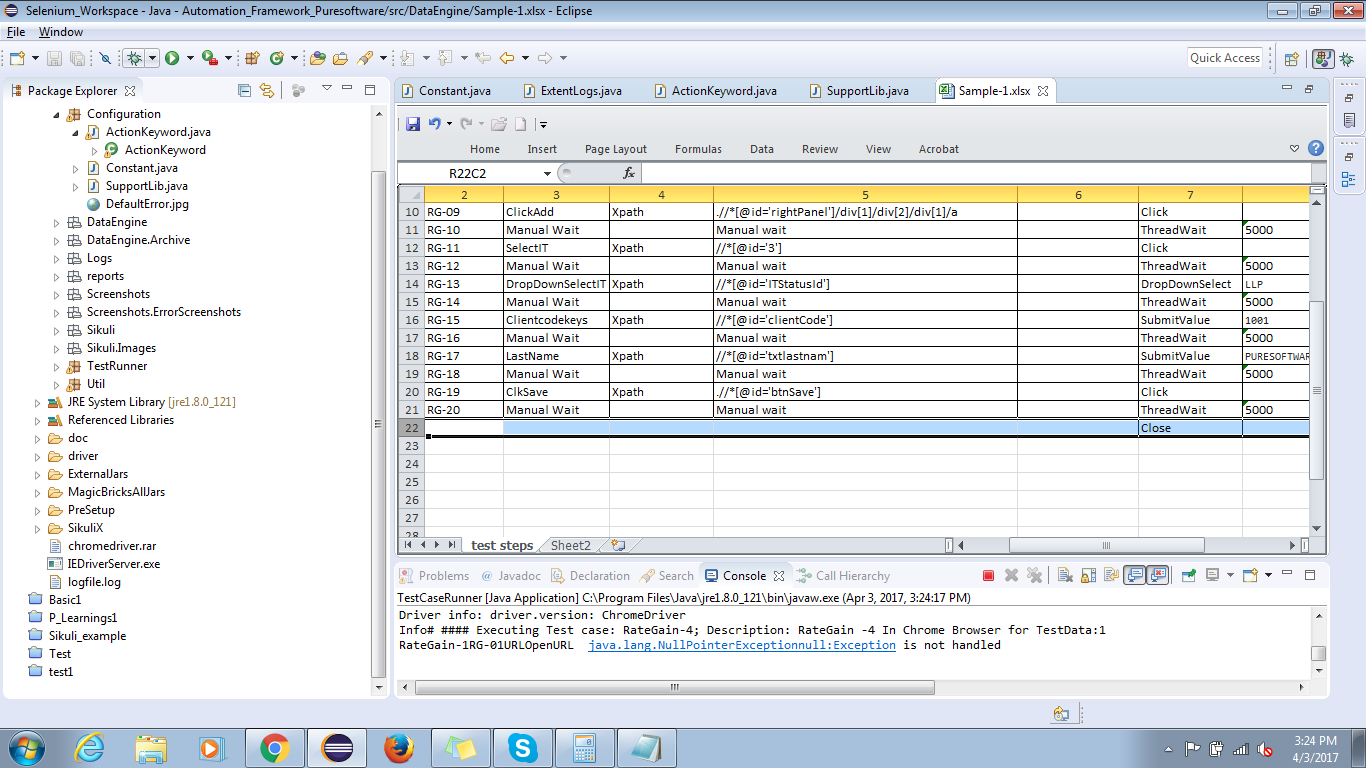 Selenium_Workspace - Java - Automation_Framework_Puresoftware/src/DataEngine/Sample-1.xlsx - Eclipse
File Window
Quick Access
Package Explorer
Configuration
ActionKeyword.java
ActionKeyword
Constant.java
SupportLib.java
DefaultError.jpg
DataEngine
DataEngine.Archive
Logs
reports
Screenshots
Screenshots.ErrorScreenshots
Sikuli
Sikuli.Images
TestRunner
Util
JRE System Library [jre1.8.0_121]
Referenced Libraries
doc
driver
ExternalJars
MagicBricksAllJars
PreSetup
SikuliX
chromedriver.rar
IEDriverServer.exe
logfile.log
Basic1
P_Learnings1
Sikuli_example
Test
test1
Constant.java ExtentLogs.java ActionKeyword.java SupportLib.java Sample-1.xlsx
Home Insert Page Layout Formulas Data Review View Acrobat
R22C2 fx
2 3 4 5 6 7
10 RG-09 ClickAdd Xpath .//*[@id='rightPanel']/div[1]/div[2]/div[1]/a Click
11 RG-10 Manual Wait Manual wait ThreadWait 5000
12 RG-11 SelectIT Xpath //*[@id='3'] Click
13 RG-12 Manual Wait Manual wait ThreadWait 5000
14 RG-13 DropDownSelectIT Xpath //*[@id='ITStatusId'] DropDownSelect LLP
15 RG-14 Manual Wait Manual wait ThreadWait 5000
16 RG-15 Clientcodekeys Xpath //*[@id='clientCode'] SubmitValue 1001
17 RG-16 Manual Wait Manual wait ThreadWait 5000
18 RG-17 LastName Xpath //*[@id='txtlastnam'] SubmitValue PURESOFTWAR
19 RG-18 Manual Wait Manual wait ThreadWait 5000
20 RG-19 ClkSave Xpath .//*[@id='btnSave'] Click
21 RG-20 Manual Wait Manual wait ThreadWait 5000
22 Close
23
24
25
26
27
28
test steps Sheet2
Problems @ Javadoc Declaration Search Console Call Hierarchy
TestCaseRunner [Java Application] C:\Program Files\Java\jre1.8.0_121\bin\javaw.exe (Apr 3, 2017, 3:24:17 PM)
Driver info: driver.version: ChromeDriver
Info# #### Executing Test case: RateGain-4; Description: RateGain -4 In Chrome Browser for TestData:1
RateGain-1RG-01URLOpenURL java.lang.NullPointerExceptionnull:Exception is not handled
3:24 PM
4/3/2017